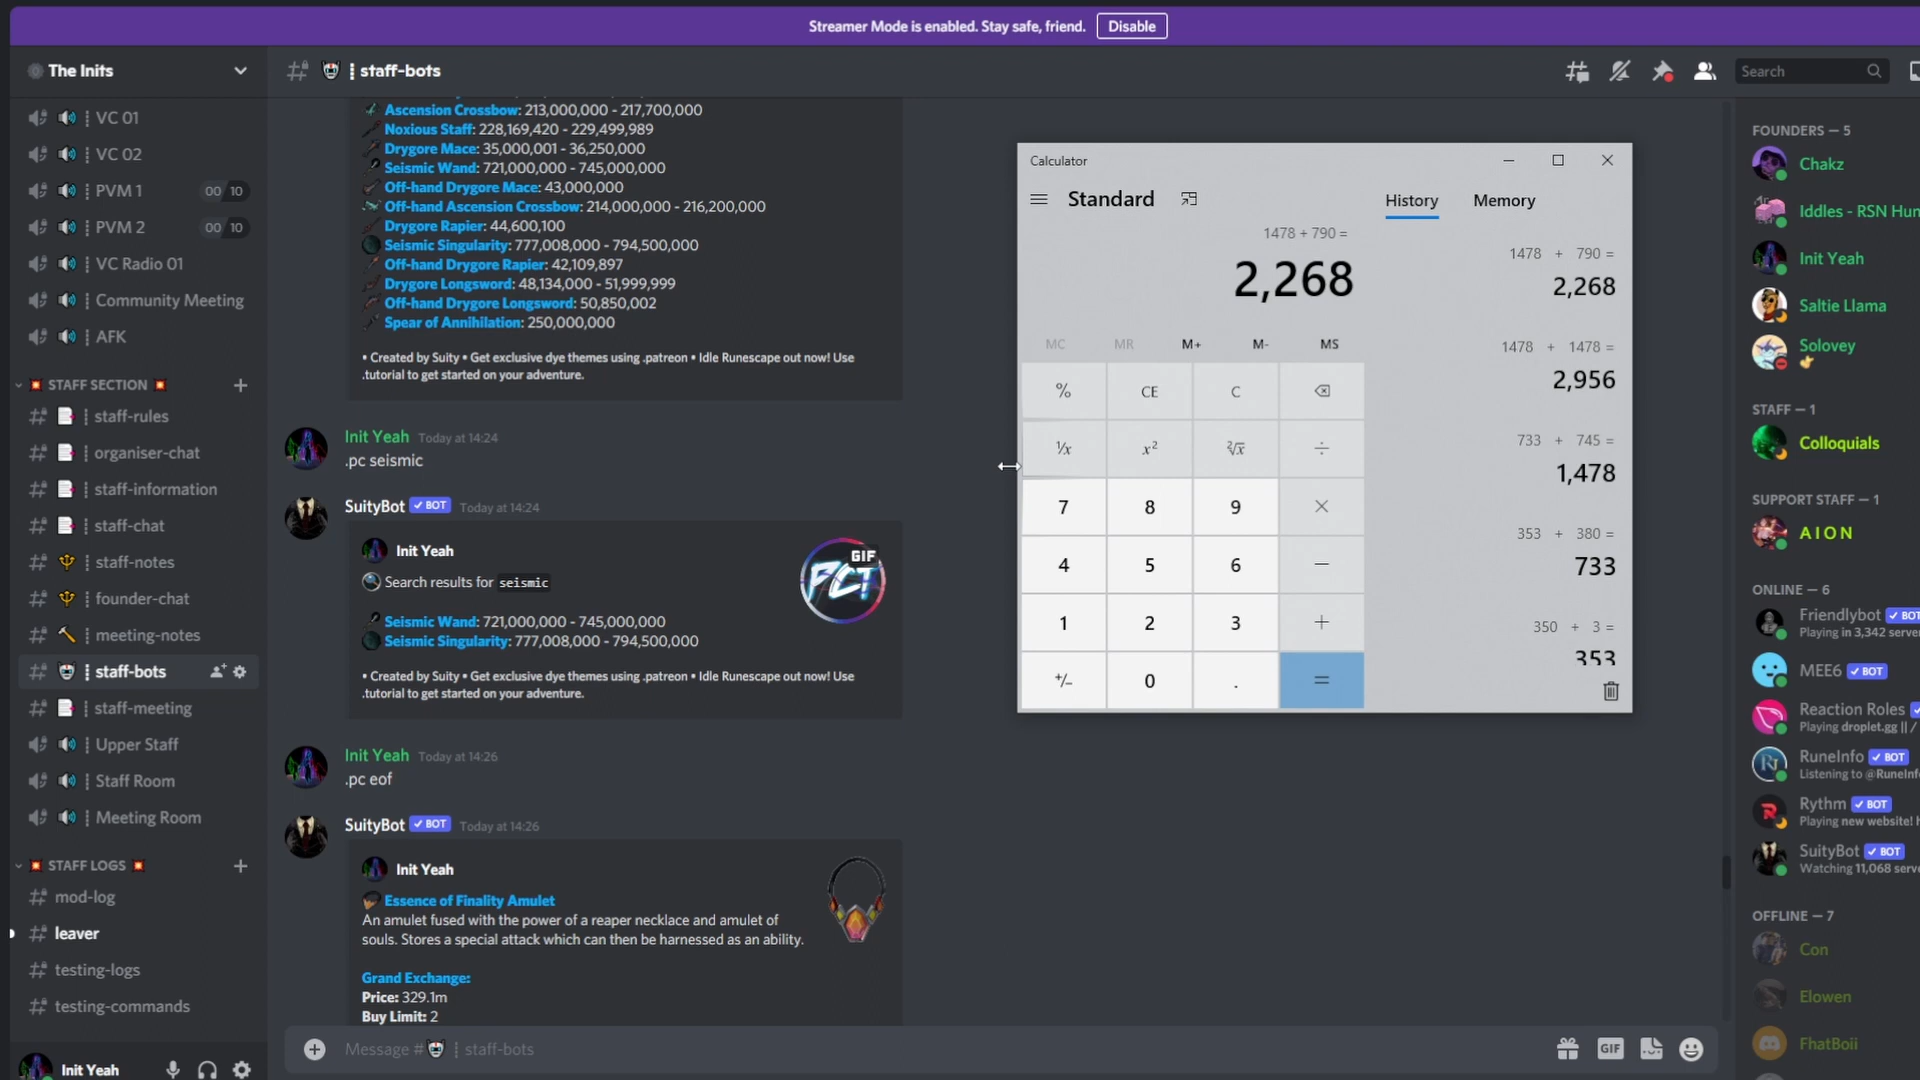 Streamer Mode is enabled. Stay safe, friend. Disable
The Inits
VC 01
VC 02
PVM 1 00 10
PVM 2 00 10
VC Radio 01
Community Meeting
AFK
STAFF SECTION
staff-rules
organiser-chat
staff-information
staff-chat
staff-notes
founder-chat
meeting-notes
staff-bots
staff-meeting
Upper Staff
Staff Room
Meeting Room
STAFF LOGS
mod-log
leaver
testing-logs
testing-commands
Init Yeah
staff-bots
Search
Ascension Crossbow: 213,000,000 - 217,700,000
Noxious Staff: 228,169,420 - 229,499,989
Drygore Mace: 35,000,001 - 36,250,000
Seismic Wand: 721,000,000 - 745,000,000
Off-hand Drygore Mace: 43,000,000
Off-hand Ascension Crossbow: 214,000,000 - 216,200,000
Drygore Rapier: 44,600,100
Seismic Singularity: 777,008,000 - 794,500,000
Off-hand Drygore Rapier: 42,109,897
Drygore Longsword: 48,134,000 - 51,999,999
Off-hand Drygore Longsword: 50,850,002
Spear of Annihilation: 250,000,000
• Created by Suity • Get exclusive dye themes using .patreon • Idle Runescape out now! Use
.tutorial to get started on your adventure.
Init Yeah Today at 14:24
.pc seismic
SuityBot ✓ BOT Today at 14:24
Init Yeah
Search results for seismic
GIF
PCT
Seismic Wand: 721,000,000 - 745,000,000
Seismic Singularity: 777,008,000 - 794,500,000
• Created by Suity • Get exclusive dye themes using .patreon • Idle Runescape out now! Use
.tutorial to get started on your adventure.
Init Yeah Today at 14:26
.pc eof
SuityBot ✓ BOT Today at 14:26
Init Yeah
Essence of Finality Amulet
An amulet fused with the power of a reaper necklace and amulet of
souls. Stores a special attack which can then be harnessed as an ability.
Grand Exchange:
Price: 329.1m
Buy Limit: 2
Message # staff-bots
GIF
Calculator
Standard
History Memory
1478 + 790 =
2,268
MC MR M+ M- MS
% CE C
⅟x x² ²√x ÷
7 8 9 ×
4 5 6 −
1 2 3 +
+/− 0 . =
1478 + 790 =
2,268
1478 + 1478 =
2,956
733 + 745 =
1,478
353 + 380 =
733
350 + 3 =
353
FOUNDERS — 5
Chakz
Iddles - RSN Hun
Init Yeah
Saltie Llama
Solovey
STAFF — 1
Colloquials
SUPPORT STAFF — 1
A I O N
ONLINE — 6
Friendlybot ✓ BOT
Playing in 3,342 server
MEE6 ✓ BOT
Reaction Roles
Playing droplet.gg || /
RuneInfo ✓ BOT
Listening to @RuneInfo
Rythm ✓ BOT
Playing new website! h
SuityBot ✓ BOT
Watching 11,068 serve
OFFLINE — 7
Con
Elowen
FhatBoii